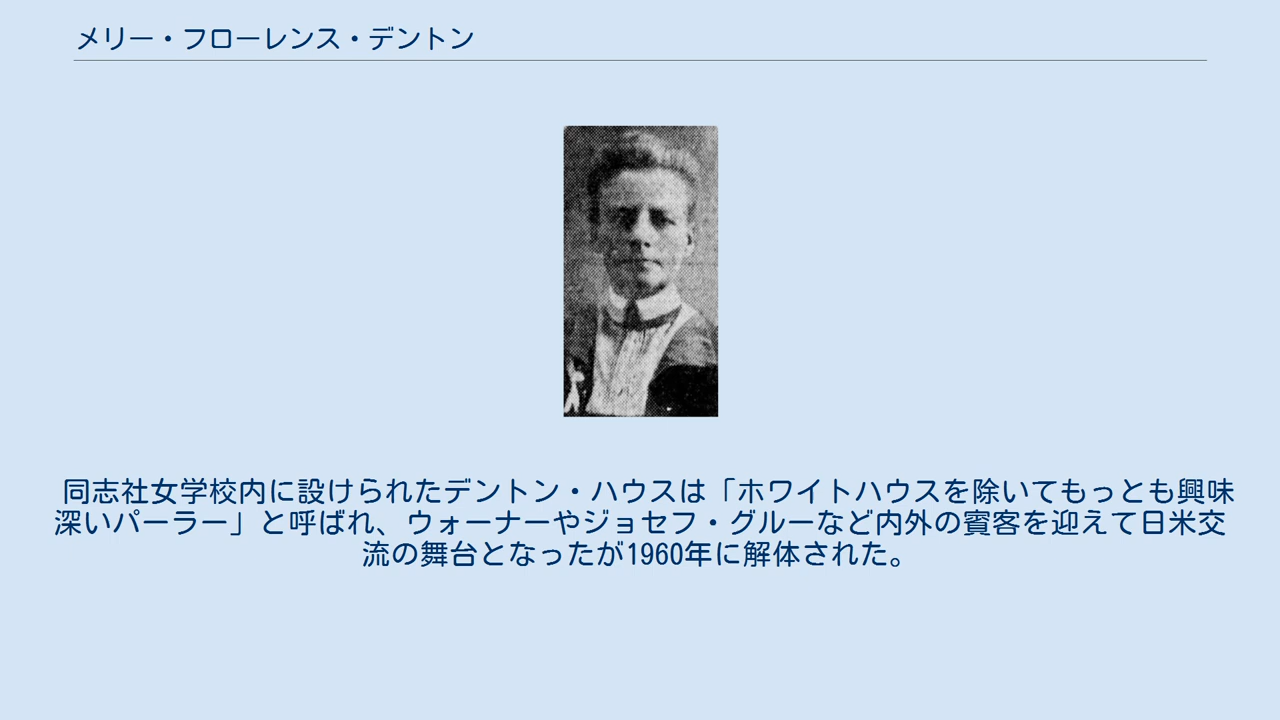 メリー・フローレンス・デントン
同志社女学校内に設けられたデントン・ハウスは「ホワイトハウスを除いてもっとも興味
深いパーラー」と呼ばれ、ウォーナーやジョセフ・グルーなど内外の賓客を迎えて日米交
流の舞台となったが1960年に解体された。